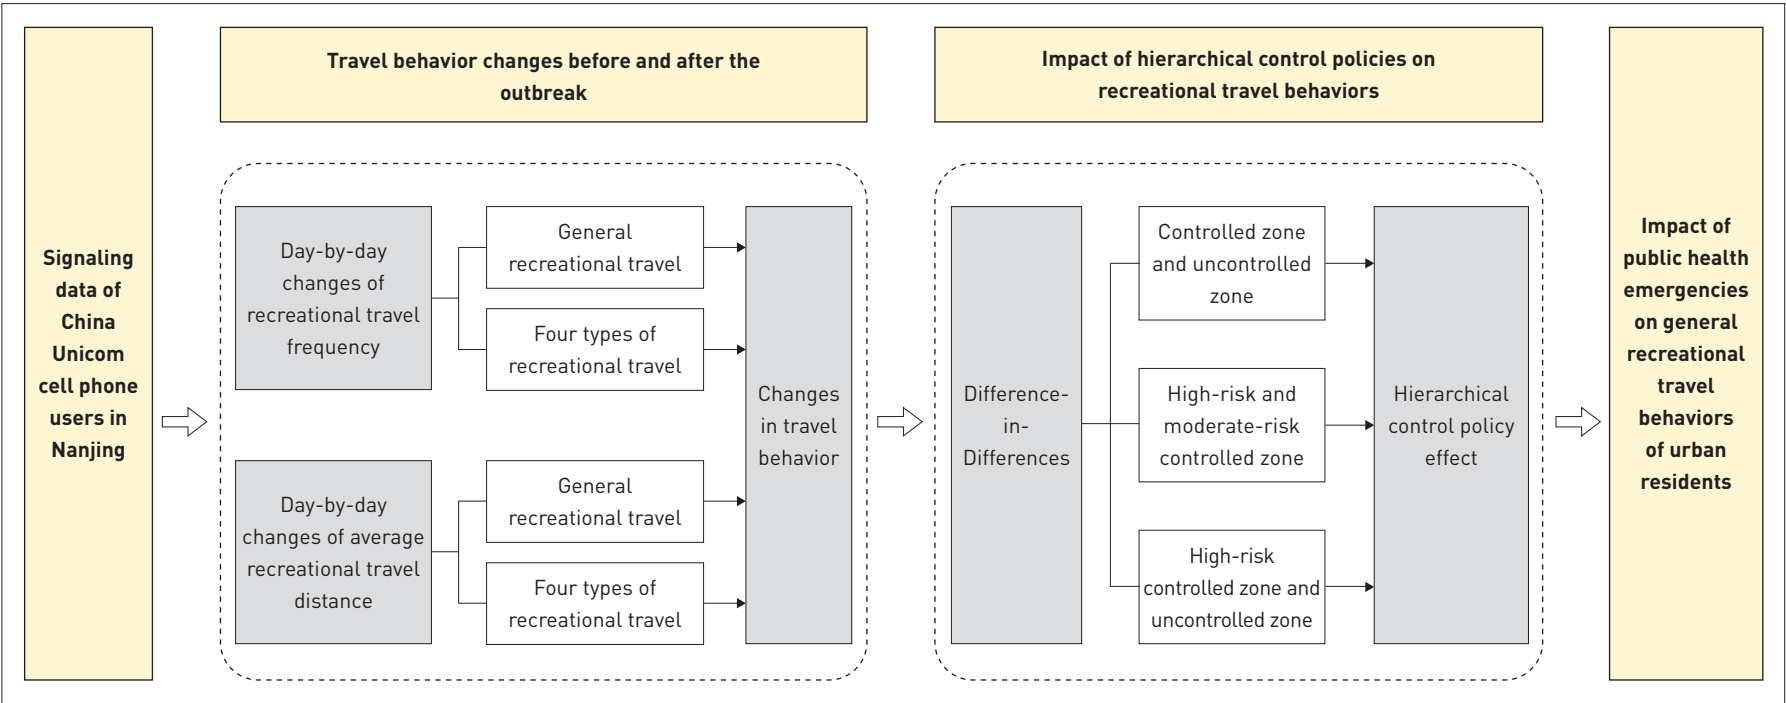 Signaling
data of
China
Unicom
cell phone
users in
Nanjing
Travel behavior changes before and after the
outbreak
Day-by-day
changes of
recreational travel
frequency
General
recreational travel
Four types of
recreational travel
Day-by-day
changes of average
recreational travel
distance
General
recreational travel
Four types of
recreational travel
Changes
in travel
behavior
Impact of hierarchical control policies on
recreational travel behaviors
Difference-
in-
Differences
Controlled zone
and uncontrolled
zone
High-risk and
moderate-risk
controlled zone
High-risk
controlled zone and
uncontrolled zone
Hierarchical
control policy
effect
Impact of
public health
emergencies
on general
recreational
travel
behaviors
of urban
residents